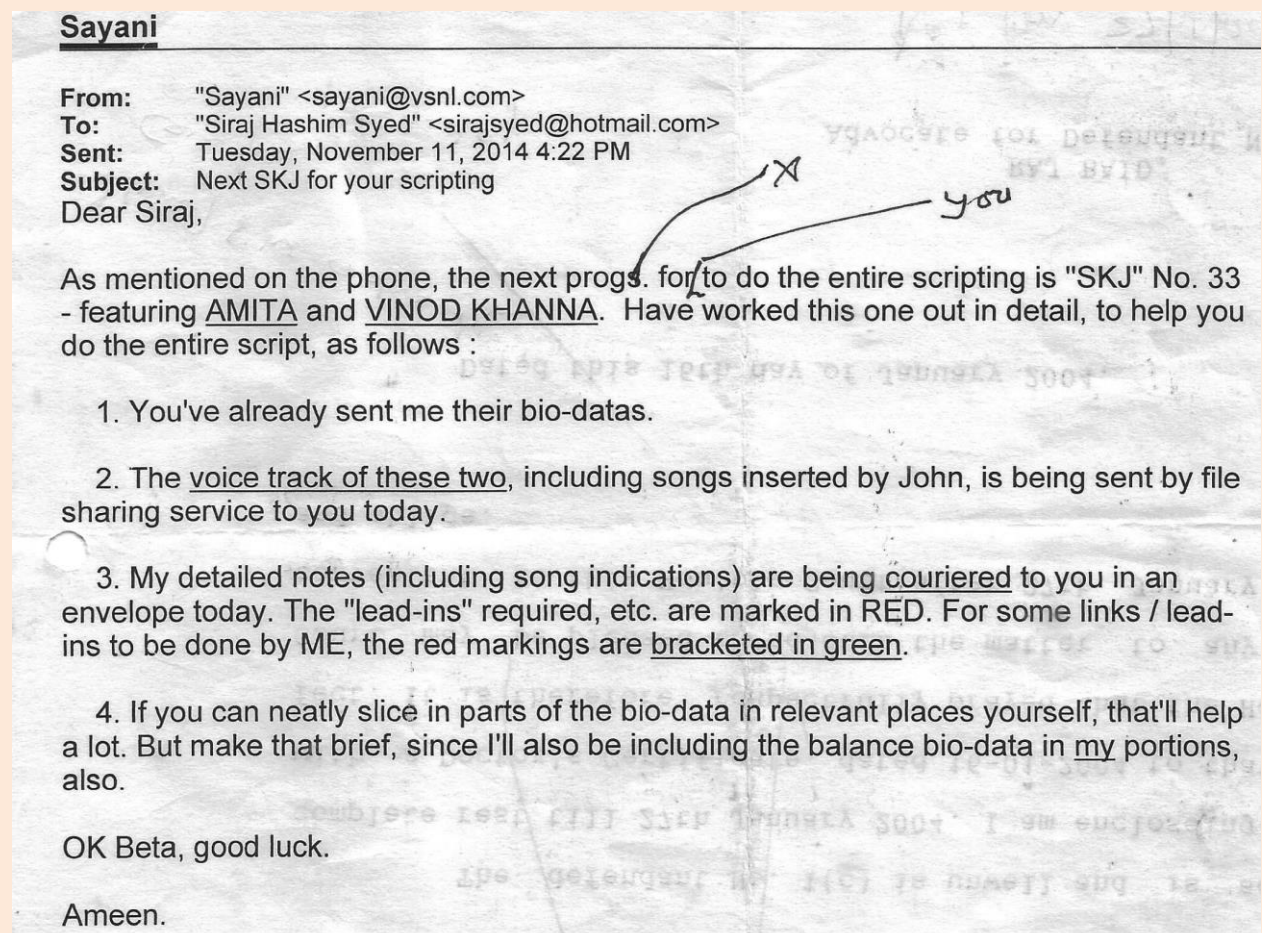 Sayani
From: "Sayani" <sayani@vsnl.com>
To: "Siraj Hashim Syed" <sirajsyed@hotmail.com>
Sent: Tuesday, November 11, 2014 4:22 PM
Subject: Next SKJ for your scripting
Dear Siraj,
you
As mentioned on the phone, the next progs. for to do the entire scripting is "SKJ" No. 33
- featuring AMITA and VINOD KHANNA. Have worked this one out in detail, to help you
do the entire script, as follows :
1. You've already sent me their bio-datas.
2. The voice track of these two, including songs inserted by John, is being sent by file
sharing service to you today.
3. My detailed notes (including song indications) are being couriered to you in an
envelope today. The "lead-ins" required, etc. are marked in RED. For some links / lead-
ins to be done by ME, the red markings are bracketed in green.
4. If you can neatly slice in parts of the bio-data in relevant places yourself, that'll help
a lot. But make that brief, since I'll also be including the balance bio-data in my portions,
also.
OK Beta, good luck.
Ameen.